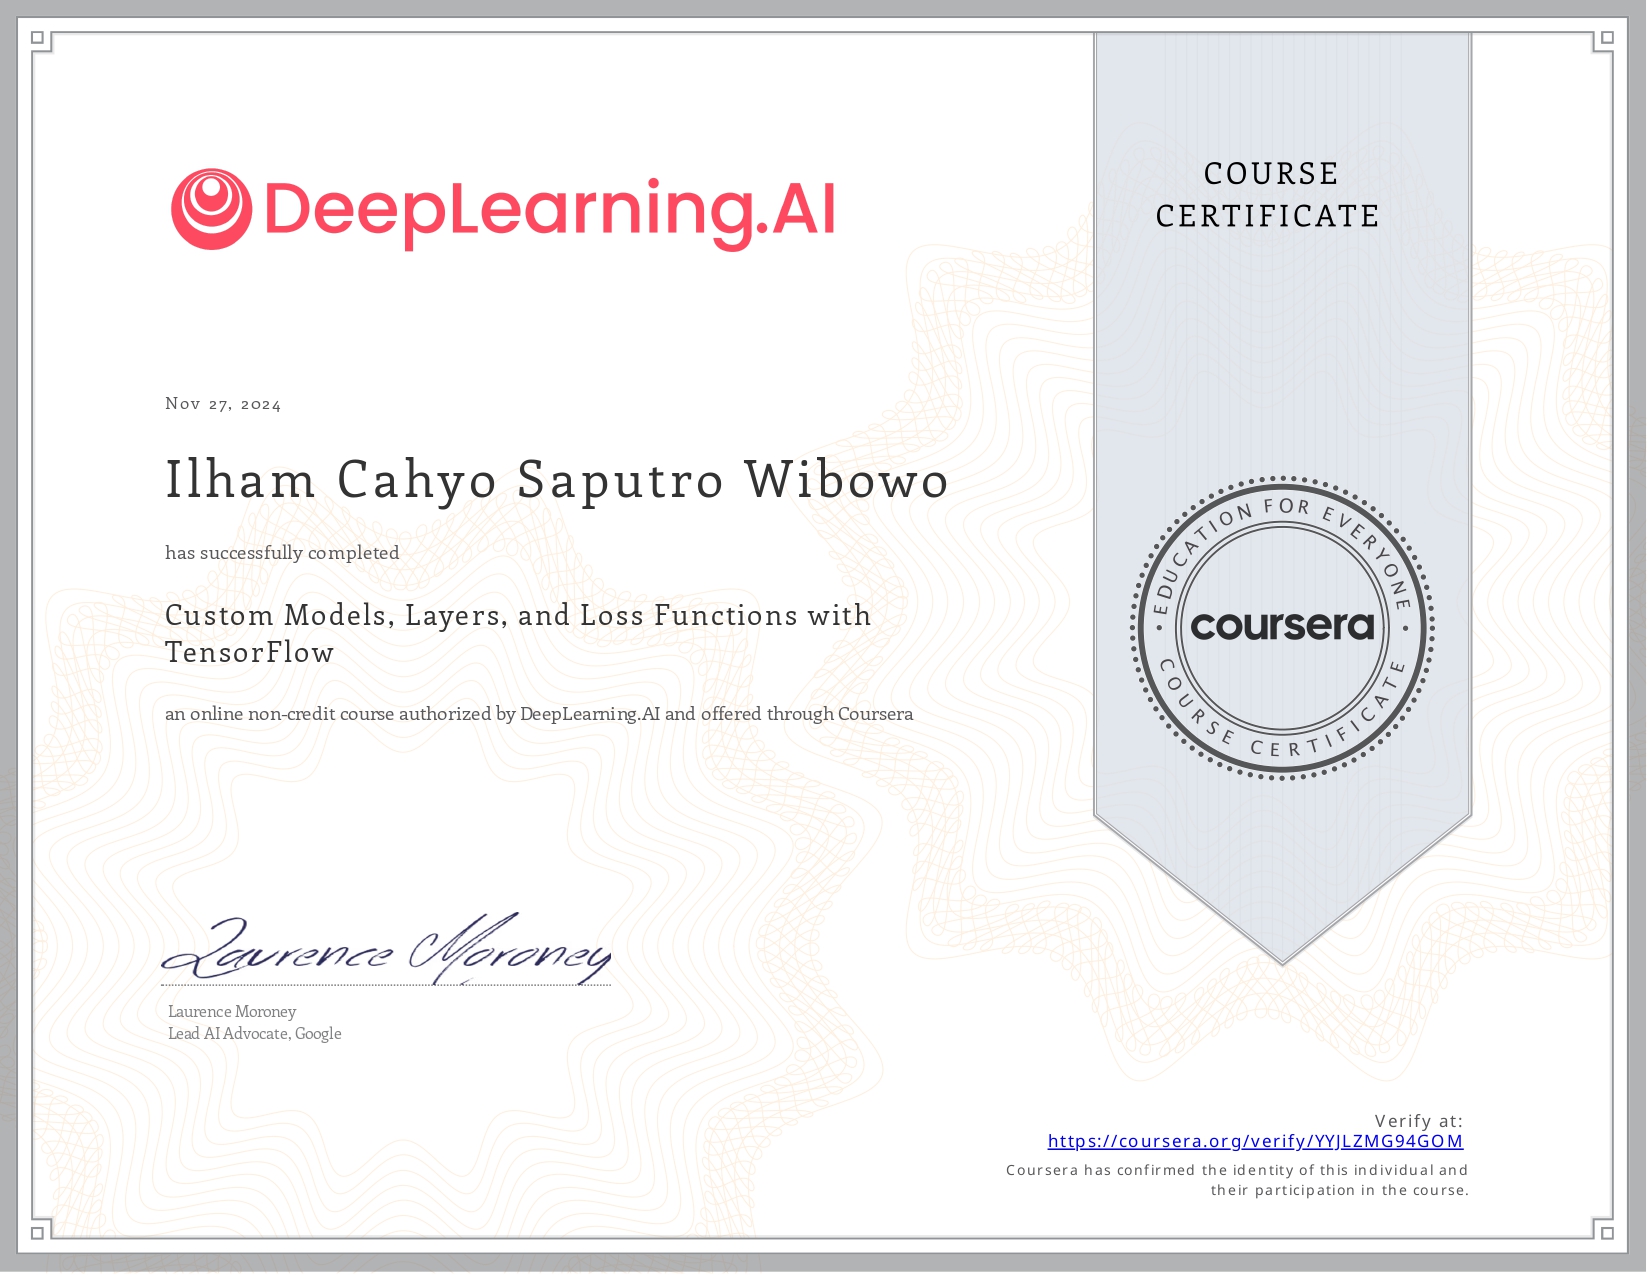 DeepLearning.AI
COURSE
CERTIFICATE
Nov 27, 2024
Ilham Cahyo Saputro Wibowo
has successfully completed
Custom Models, Layers, and Loss Functions with
TensorFlow
an online non-credit course authorized by DeepLearning.AI and offered through Coursera
EDUCATION FOR EVERYONE
coursera
COURSE CERTIFICATE
Laurence Moroney
Laurence Moroney
Lead AI Advocate, Google
Verify at:
https://coursera.org/verify/YYJLZMG94GOM
Coursera has confirmed the identity of this individual and
their participation in the course.